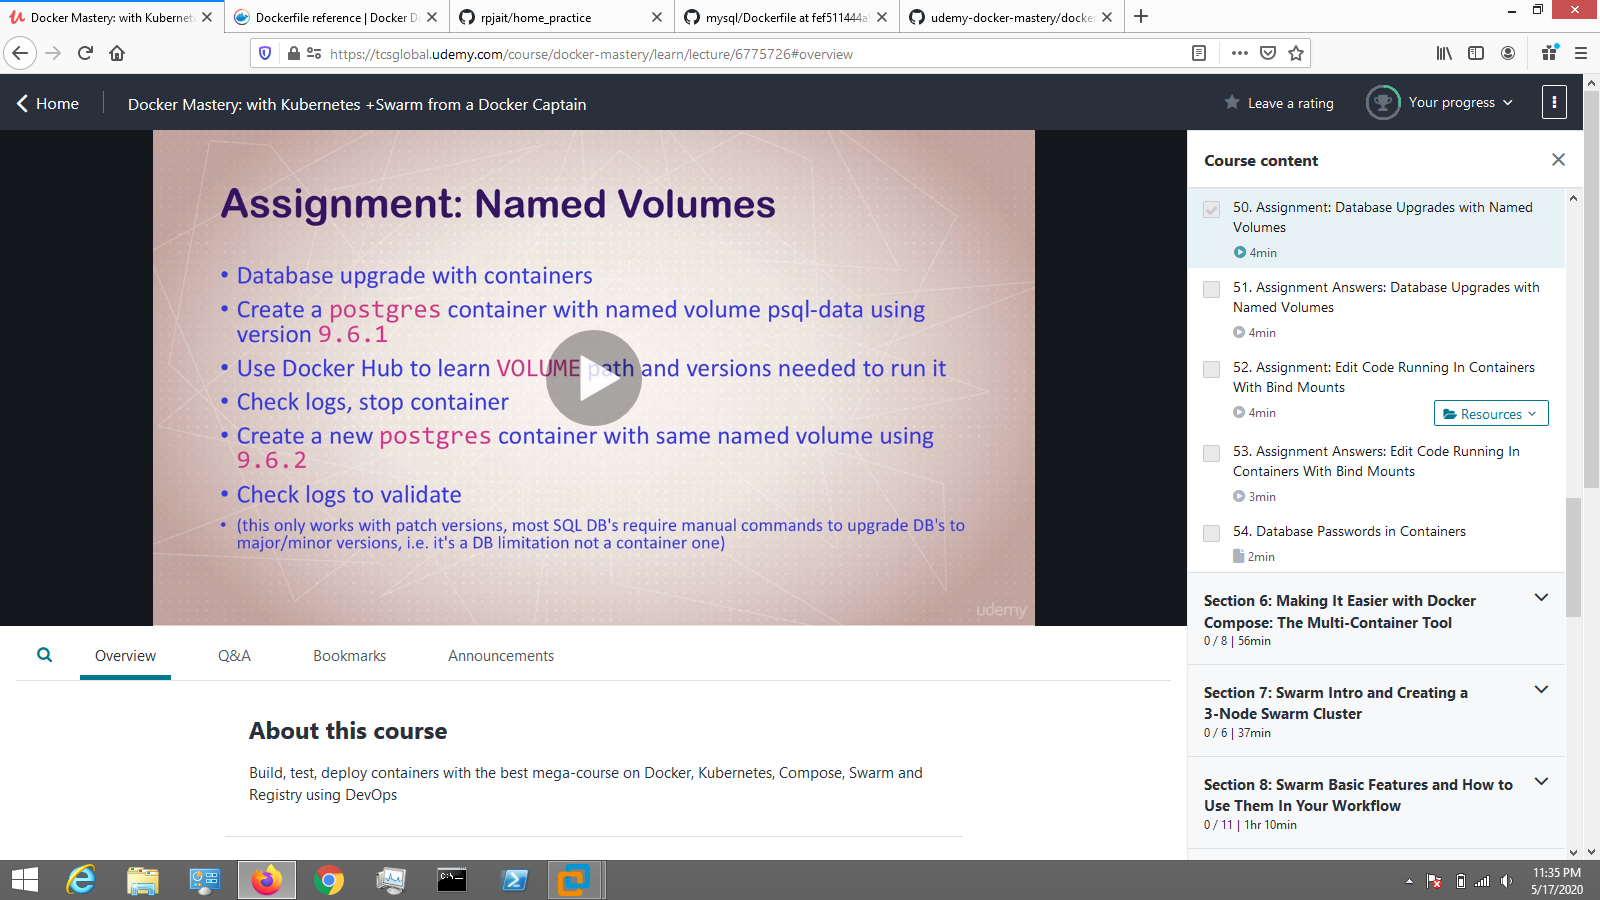 Docker Mastery: with Kubernet
Dockerfile reference | Docker D
rpjait/home_practice
mysql/Dockerfile at fef511444a
udemy-docker-mastery/docke
https://tcsglobal.udemy.com/course/docker-mastery/learn/lecture/6775726#overview
Home
Docker Mastery: with Kubernetes +Swarm from a Docker Captain
Leave a rating
Your progress
Assignment: Named Volumes
• Database upgrade with containers
• Create a postgres container with named volume psql-data using
version 9.6.1
• Use Docker Hub to learn VOLUME path and versions needed to run it
• Check logs, stop container
• Create a new postgres container with same named volume using
9.6.2
• Check logs to validate
• (this only works with patch versions, most SQL DB's require manual commands to upgrade DB's to
major/minor versions, i.e. it's a DB limitation not a container one)
udemy
Course content
50. Assignment: Database Upgrades with Named
Volumes
4min
51. Assignment Answers: Database Upgrades with
Named Volumes
4min
52. Assignment: Edit Code Running In Containers
With Bind Mounts
4min
Resources
53. Assignment Answers: Edit Code Running In
Containers With Bind Mounts
3min
54. Database Passwords in Containers
2min
Section 6: Making It Easier with Docker
Compose: The Multi-Container Tool
0 / 8 | 56min
Section 7: Swarm Intro and Creating a
3-Node Swarm Cluster
0 / 6 | 37min
Section 8: Swarm Basic Features and How to
Use Them In Your Workflow
0 / 11 | 1hr 10min
Overview
Q&A
Bookmarks
Announcements
About this course
Build, test, deploy containers with the best mega-course on Docker, Kubernetes, Compose, Swarm and
Registry using DevOps
11:35 PM
5/17/2020